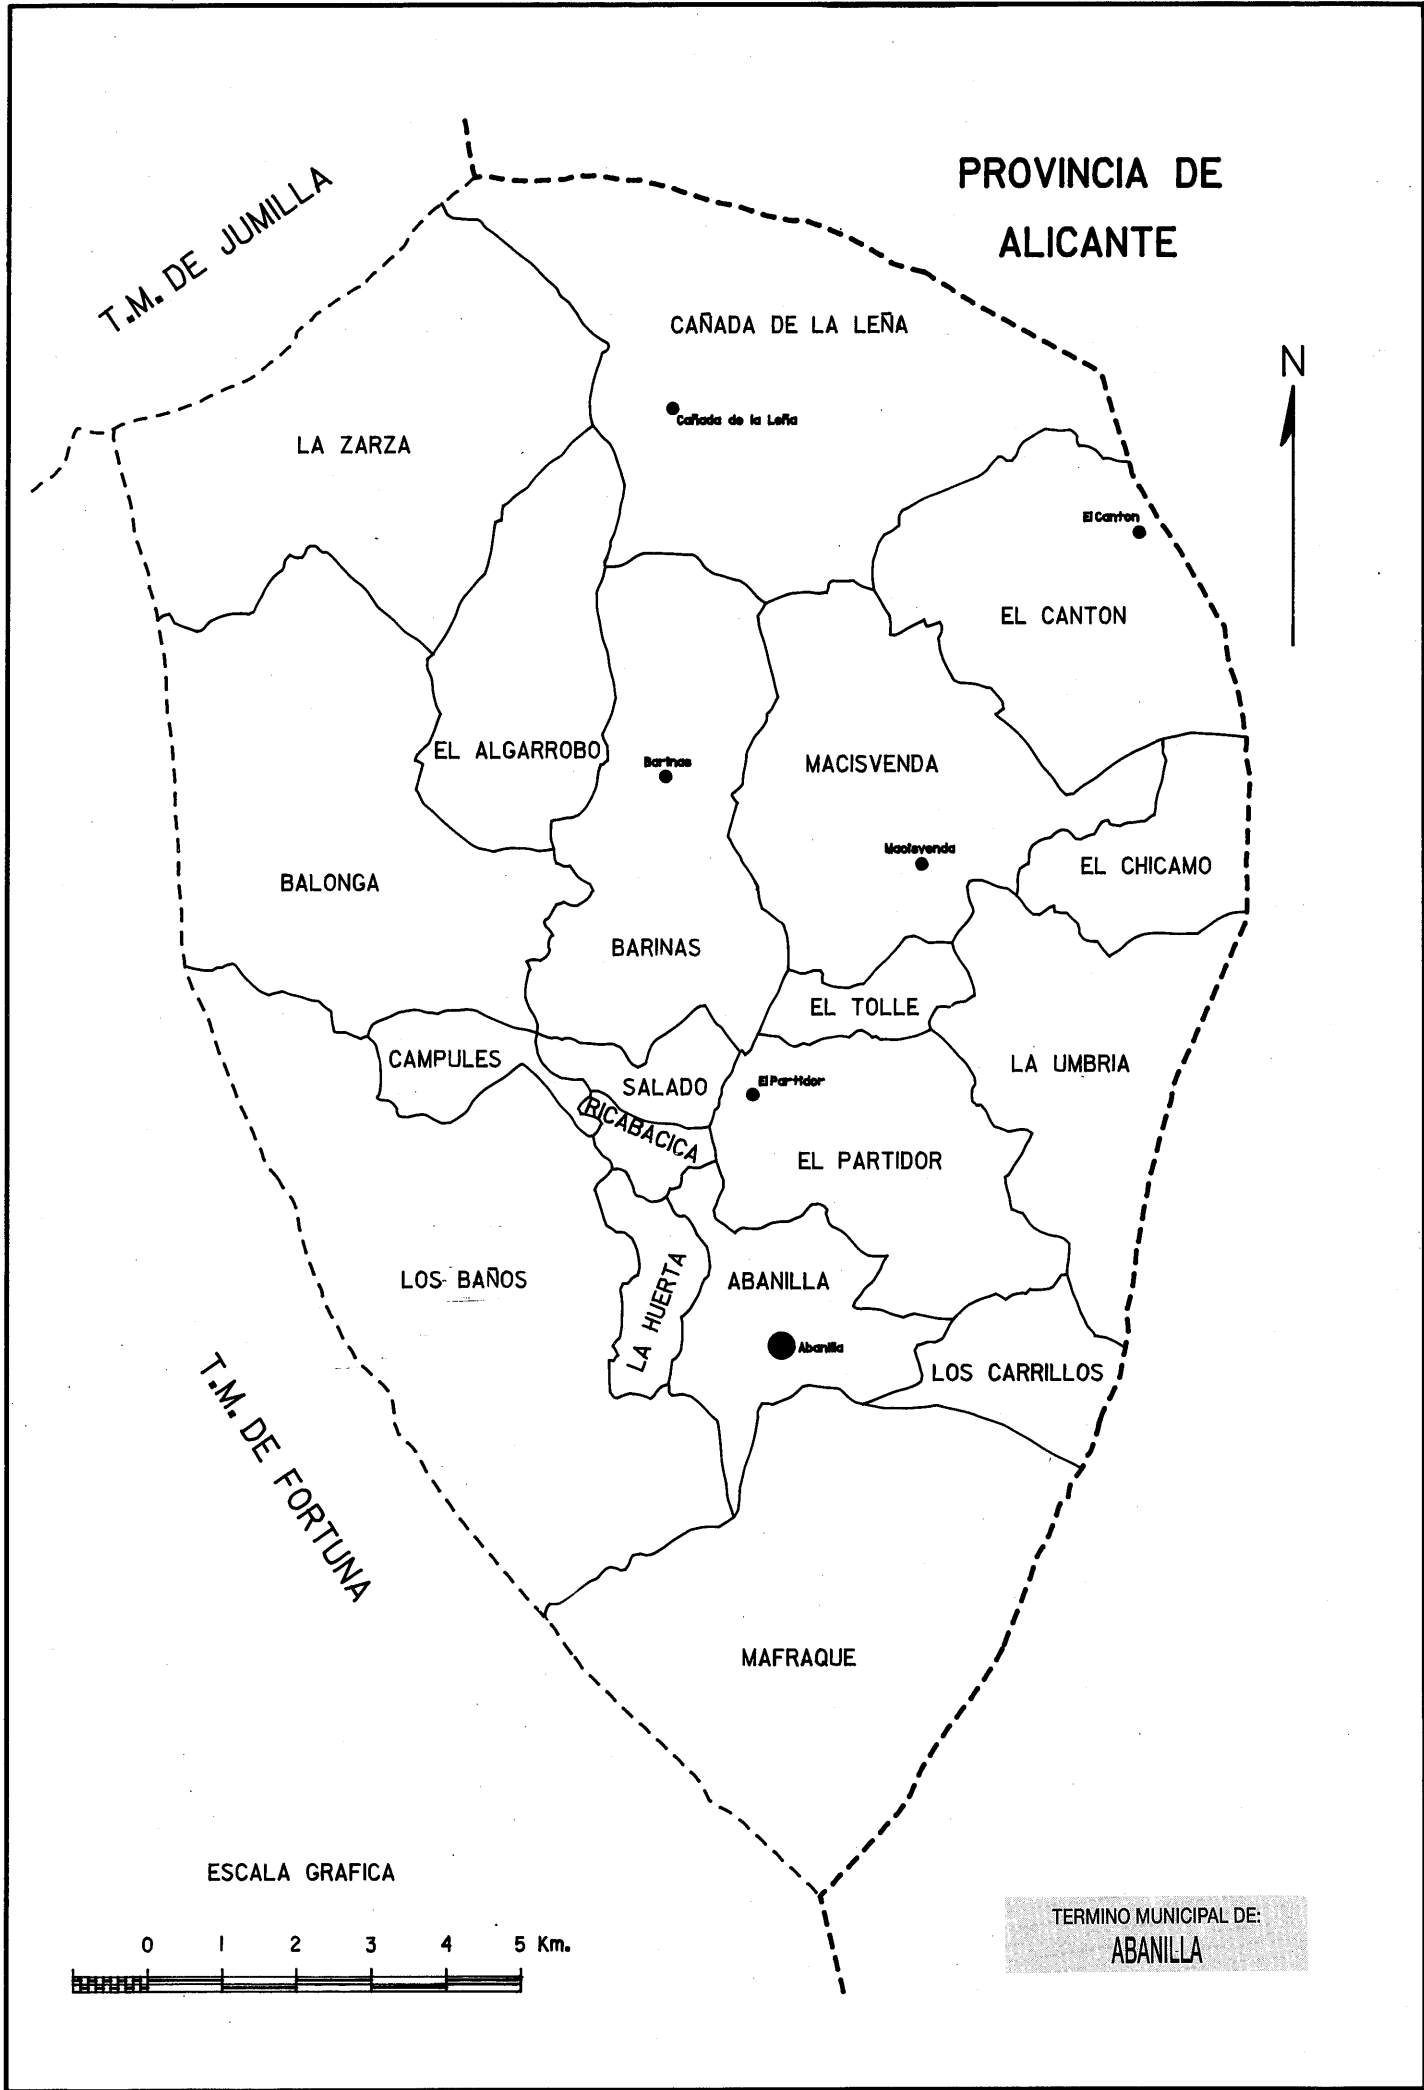 PROVINCIA DE
ALICANTE
T.M. DE JUMILLA
CAÑADA DE LA LEÑA
N
Cañada de la Leña
LA ZARZA
El Canton
EL CANTON
EL ALGARROBO
Barinas
MACISVENDA
Macisvenda
EL CHICAMO
BALONGA
BARINAS
EL TOLLE
CAMPULES
SALADO
El Partidor
LA UMBRIA
RICABACICA
EL PARTIDOR
LOS BAÑOS
LA HUERTA
ABANILLA
Abanilla
LOS CARRILLOS
T.M. DE FORTUNA
MAFRAQUE
ESCALA GRAFICA
0 1 2 3 4 5 Km.
TERMINO MUNICIPAL DE:
ABANILLA